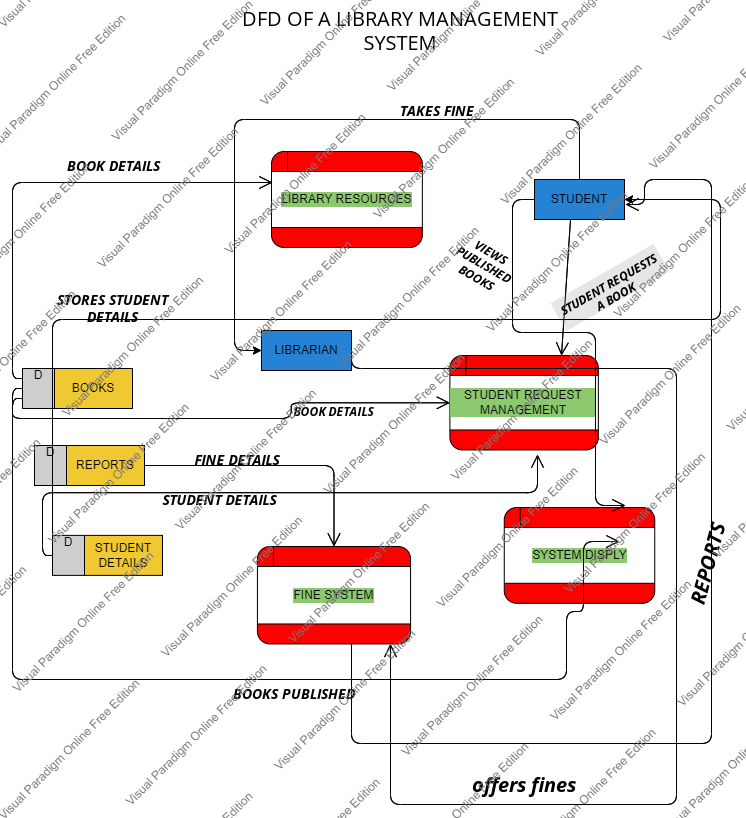 DFD OF A LIBRARY MANAGEMENT
SYSTEM
TAKES FINE
BOOK DETAILS
LIBRARY RESOURCES
STUDENT
VIEWS
PUBLISHED
BOOKS
STUDENT REQUESTS
A BOOK
STORES STUDENT
DETAILS
LIBRARIAN
D
BOOKS
STUDENT REQUEST
MANAGEMENT
BOOK DETAILS
D
REPORTS
FINE DETAILS
STUDENT DETAILS
D
STUDENT
DETAILS
SYSTEM DISPLY
REPORTS
FINE SYSTEM
BOOKS PUBLISHED
offers fines
Visual Paradigm Online Free Edition